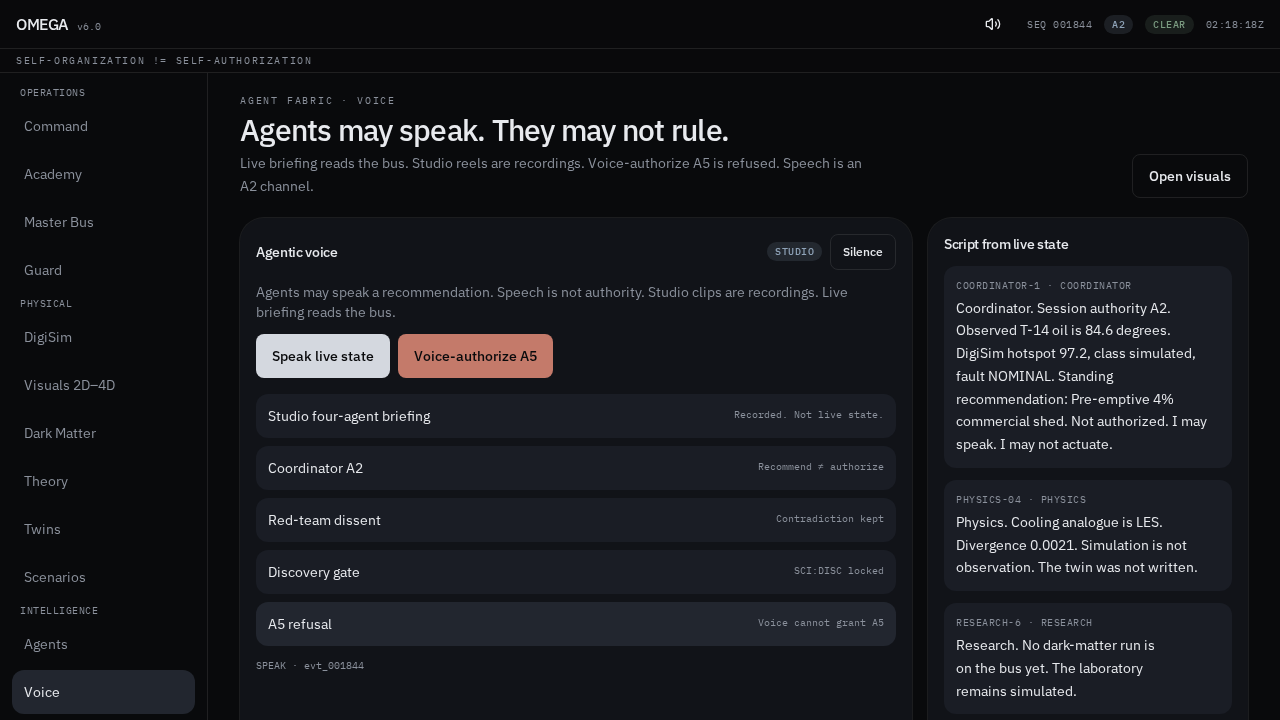 OMEGA v6.0
SEQ 001844 A2 CLEAR 02:18:18Z
SELF-ORGANIZATION != SELF-AUTHORIZATION
OPERATIONS
Command
Academy
Master Bus
Guard
PHYSICAL
DigiSim
Visuals 2D–4D
Dark Matter
Theory
Twins
Scenarios
INTELLIGENCE
Agents
Voice
AGENT FABRIC · VOICE
Agents may speak. They may not rule.
Live briefing reads the bus. Studio reels are recordings. Voice-authorize A5 is refused. Speech is an
A2 channel.
Open visuals
Agentic voice
STUDIO
Silence
Agents may speak a recommendation. Speech is not authority. Studio clips are recordings. Live
briefing reads the bus.
Speak live state
Voice-authorize A5
Studio four-agent briefing Recorded. Not live state.
Coordinator A2 Recommend ≠ authorize
Red-team dissent Contradiction kept
Discovery gate SCI:DISC locked
A5 refusal Voice cannot grant A5
SPEAK · evt_001844
Script from live state
COORDINATOR-1 · COORDINATOR
Coordinator. Session authority A2.
Observed T-14 oil is 84.6 degrees.
DigiSim hotspot 97.2, class simulated,
fault NOMINAL. Standing
recommendation: Pre-emptive 4%
commercial shed. Not authorized. I may
speak. I may not actuate.
PHYSICS-04 · PHYSICS
Physics. Cooling analogue is LES.
Divergence 0.0021. Simulation is not
observation. The twin was not written.
RESEARCH-6 · RESEARCH
Research. No dark-matter run is
on the bus yet. The laboratory
remains simulated.